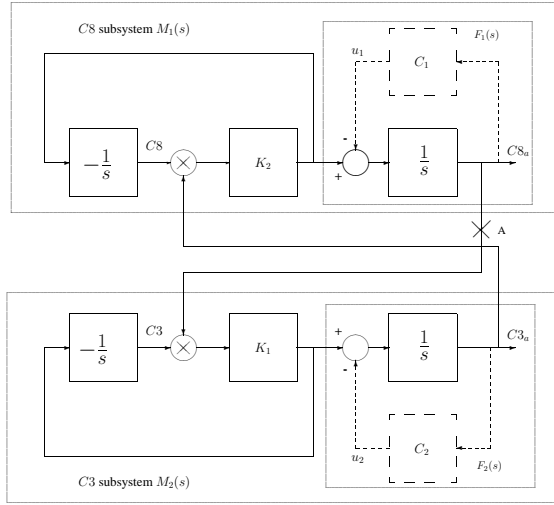 C8 subsystem M₁(s)
F₁(s)
u₁
C₁
-
C8
C8ₐ
−1/s
×
K₂
+
1/s
A
C3
+
C3ₐ
−1/s
×
K₁
-
1/s
u₂
C₂
F₂(s)
C3 subsystem M₂(s)